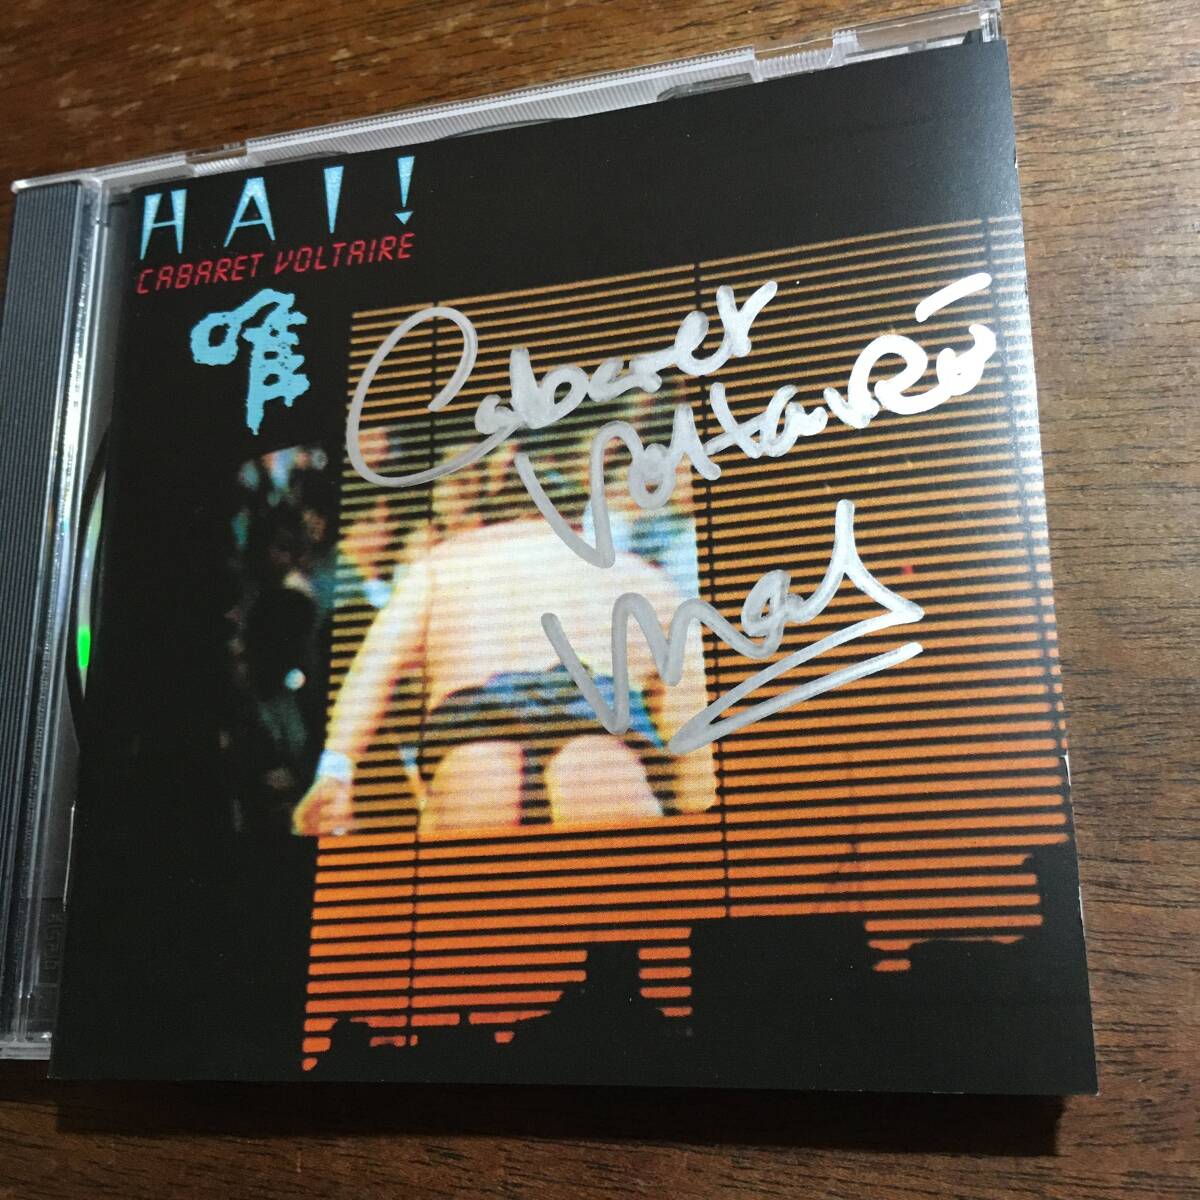 HAI!
CABARET VOLTAIRE
唯
Cabaret
Voltaire
Mal